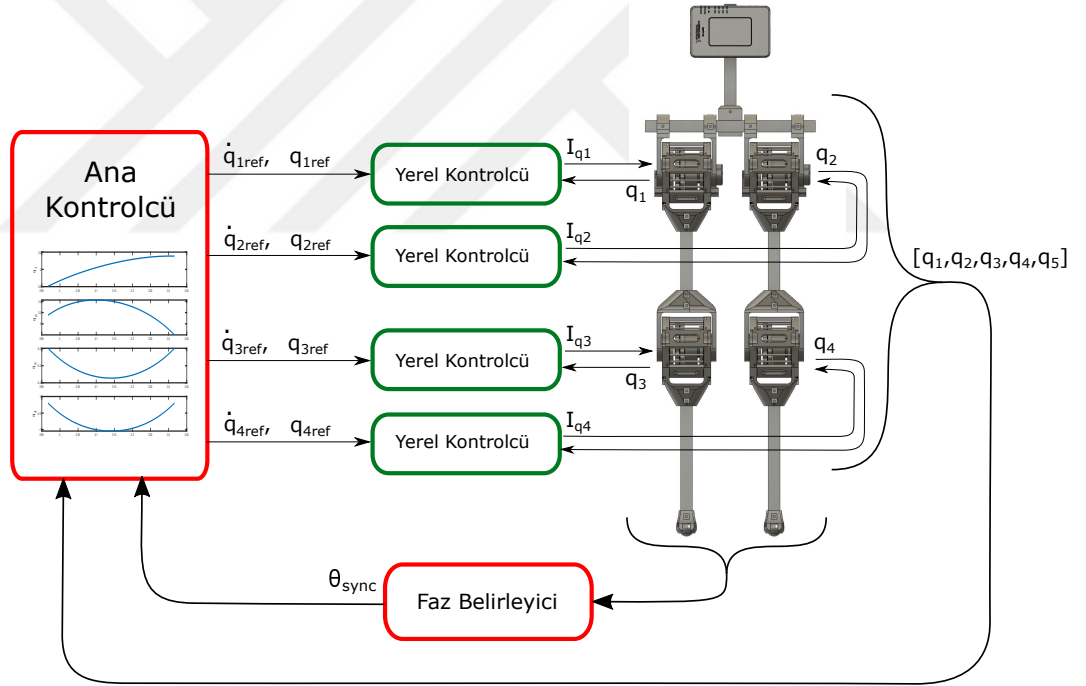 Ana
Kontrolcü
q̇1ref, q1ref
Yerel Kontrolcü
Iq1
q1
q2
q̇2ref, q2ref
Yerel Kontrolcü
Iq2
[q1,q2,q3,q4,q5]
q̇3ref, q3ref
Yerel Kontrolcü
Iq3
q3
q4
q̇4ref, q4ref
Yerel Kontrolcü
Iq4
θsync
Faz Belirleyici